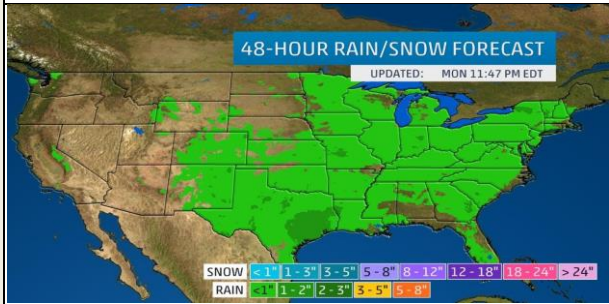 48-HOUR RAIN/SNOW FORECAST
UPDATED: MON 11:47 PM EDT
SNOW <1" 1-3" 3-5" 5-8" 8-12" 12-18" 18-24" >24"
RAIN <1" 1-2" 2-3" 3-5" 5-8"